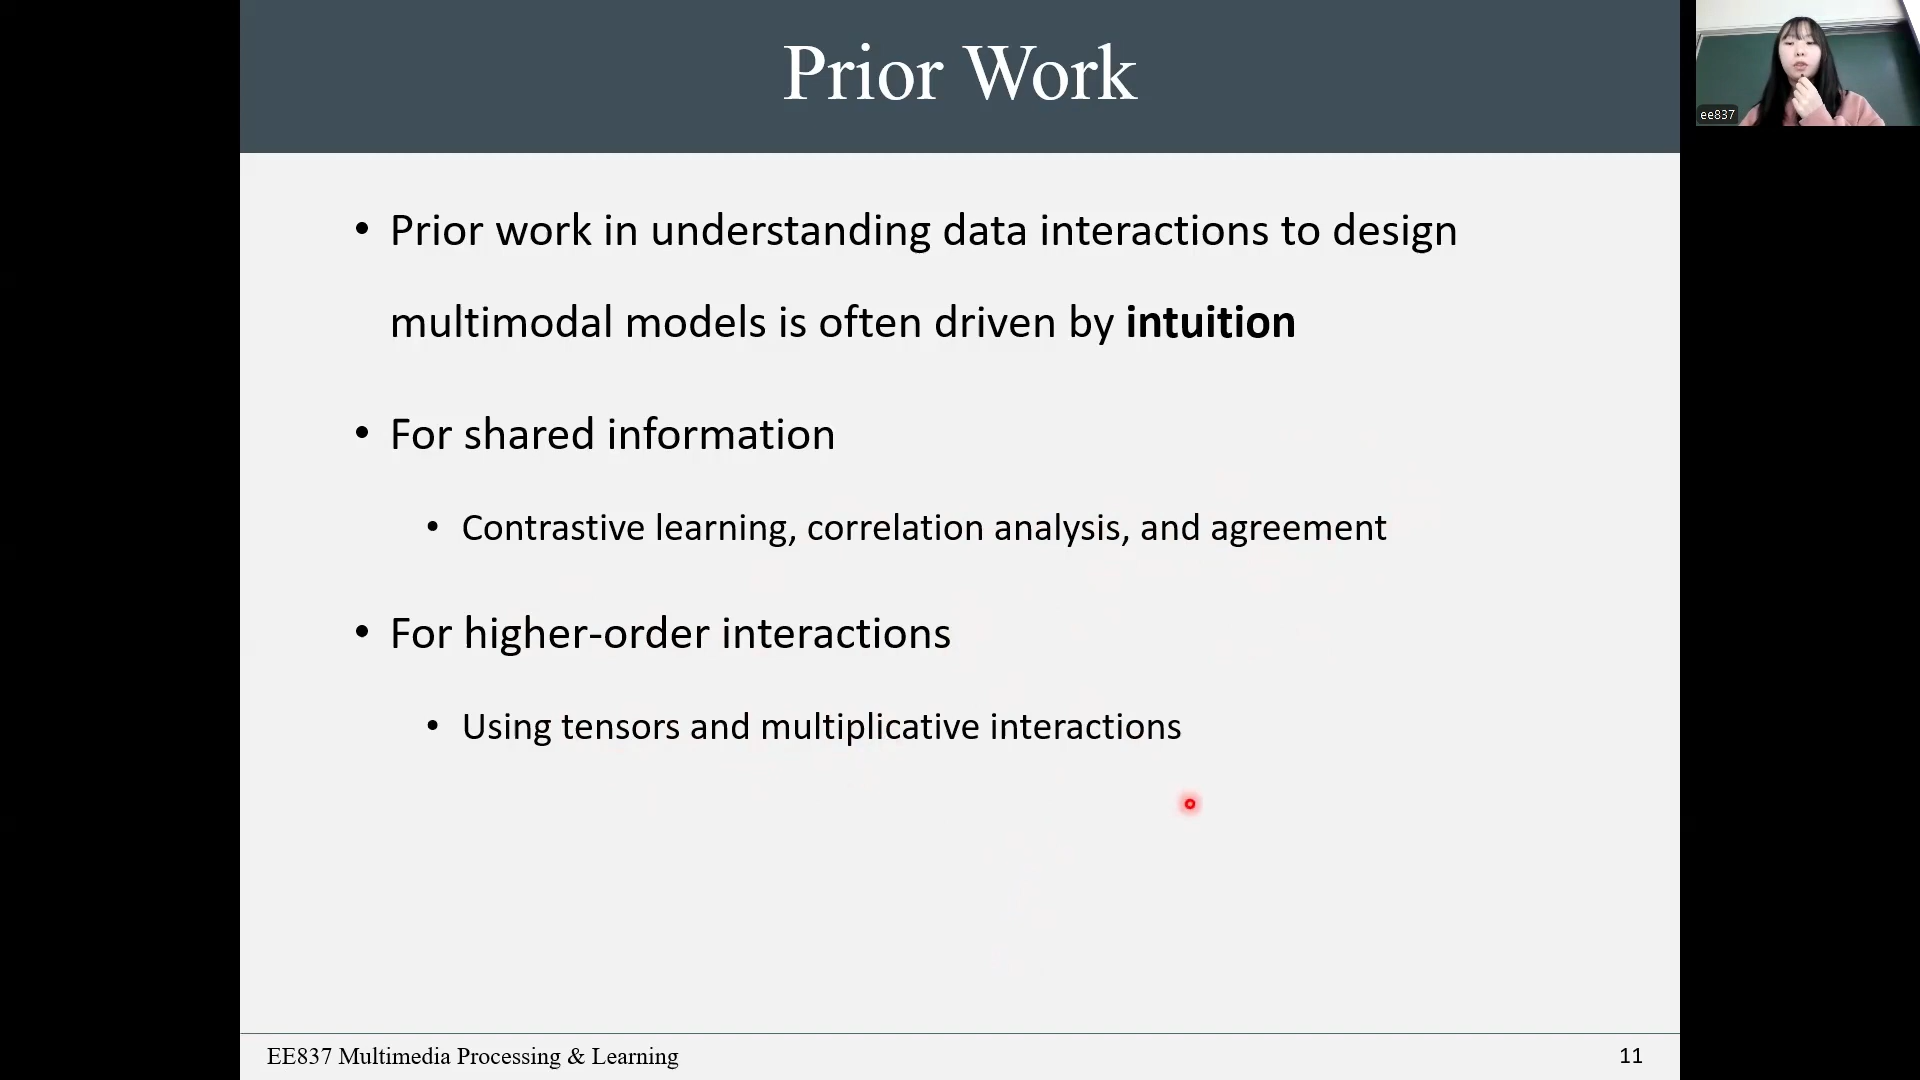 Prior Work
ee837
• Prior work in understanding data interactions to design
multimodal models is often driven by intuition
• For shared information
• Contrastive learning, correlation analysis, and agreement
• For higher-order interactions
• Using tensors and multiplicative interactions
EE837 Multimedia Processing & Learning
11